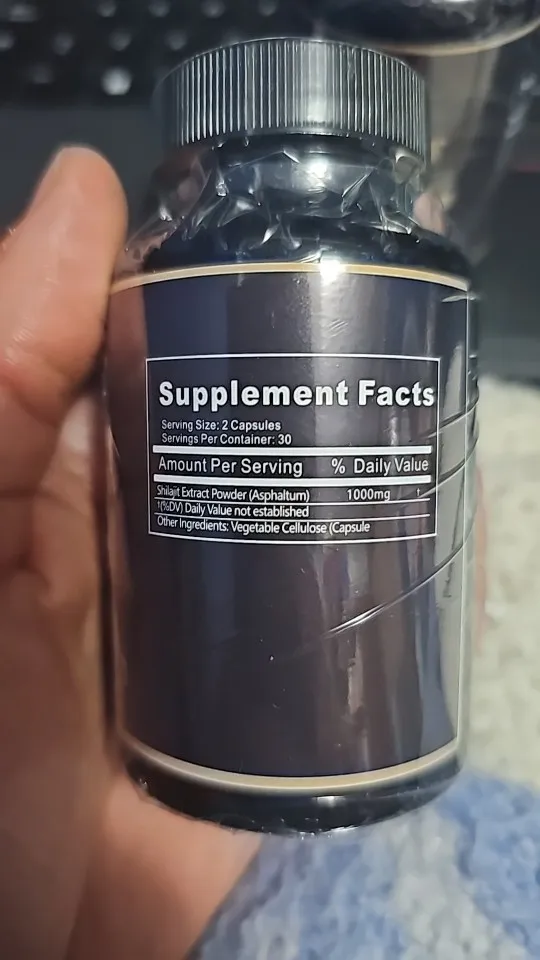 Supplement Facts
Serving Size: 2 Capsules
Servings Per Container: 30
Amount Per Serving % Daily Value
Shilajit Extract Powder (Asphaltum) 1000mg †
†(%DV) Daily Value not established
Other Ingredients: Vegetable Cellulose (Capsule